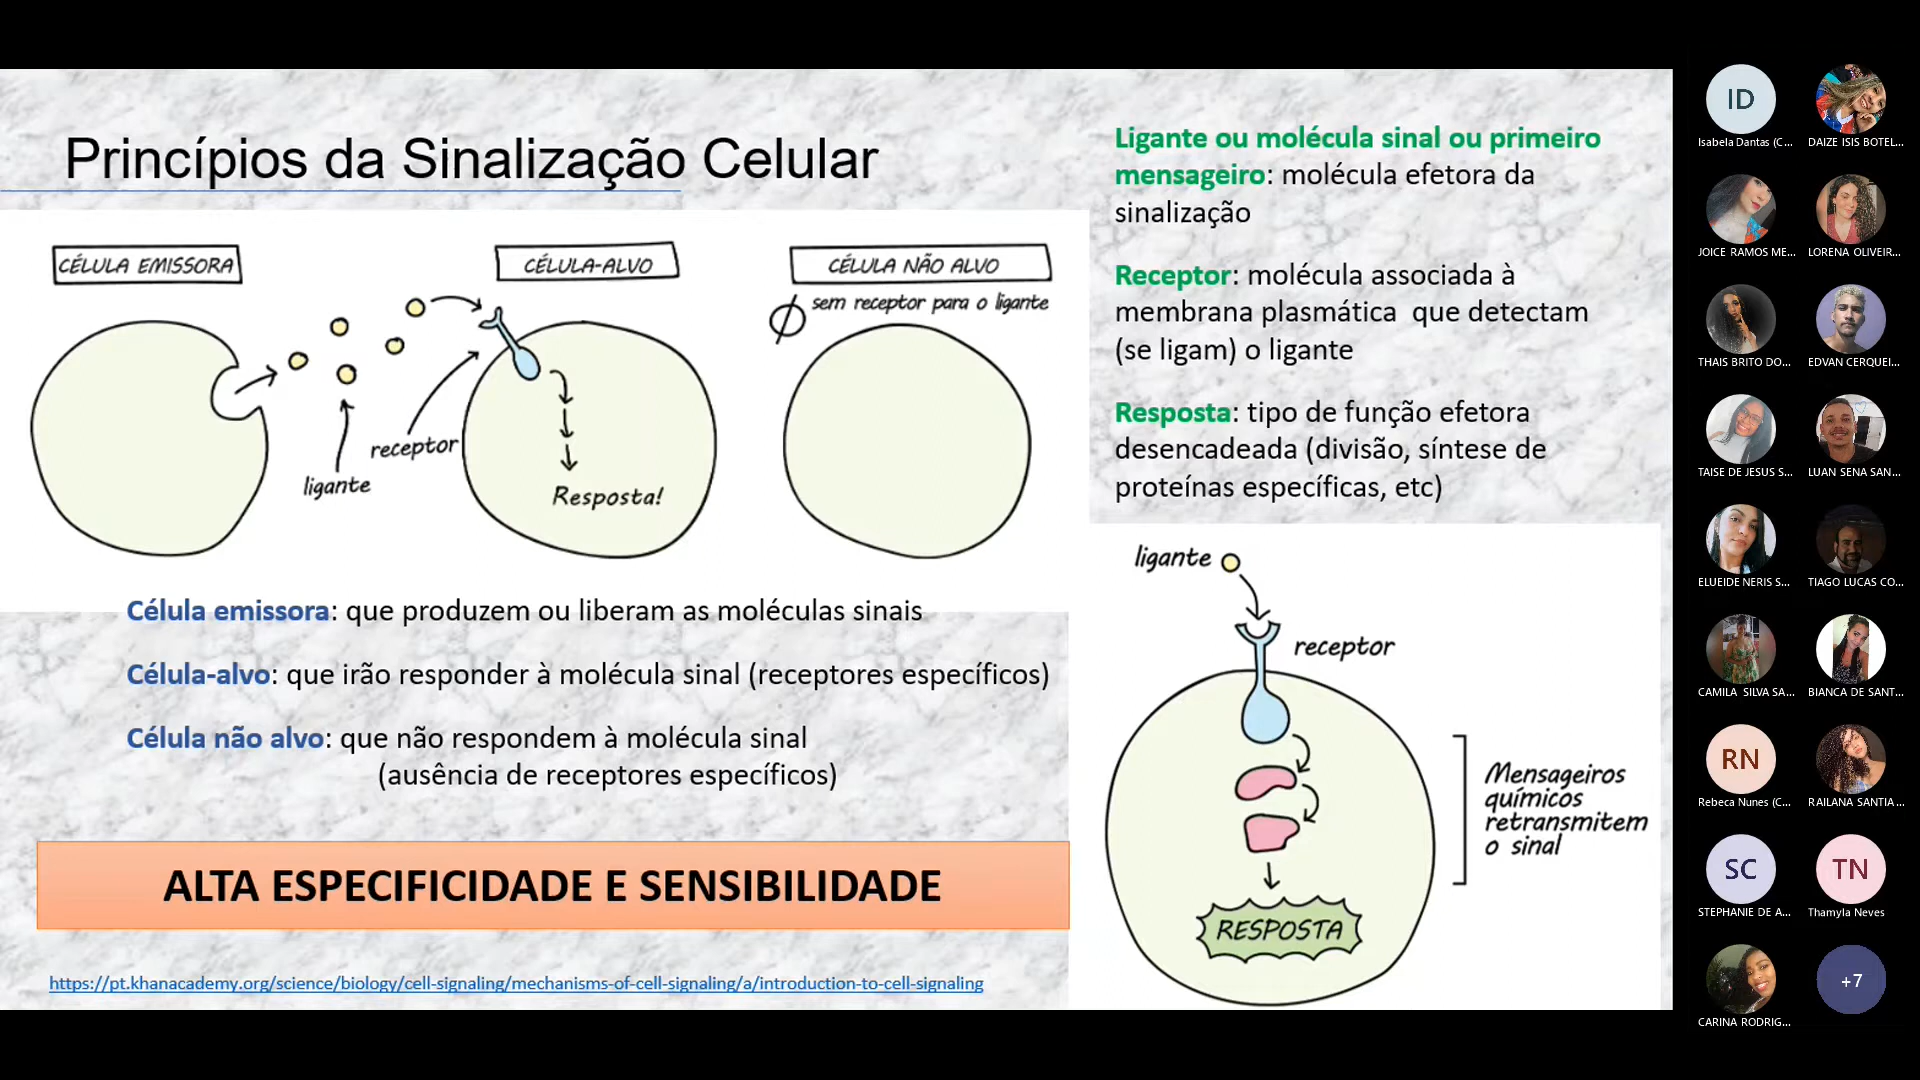 Princípios da Sinalização Celular
CÉLULA EMISSORA
CÉLULA-ALVO
CÉLULA NÃO ALVO
sem receptor para o ligante
receptor
ligante
Resposta!
Célula emissora: que produzem ou liberam as moléculas sinais
Célula-alvo: que irão responder à molécula sinal (receptores específicos)
Célula não alvo: que não respondem à molécula sinal
(ausência de receptores específicos)
ALTA ESPECIFICIDADE E SENSIBILIDADE
https://pt.khanacademy.org/science/biology/cell-signaling/mechanisms-of-cell-signaling/a/introduction-to-cell-signaling
Ligante ou molécula sinal ou primeiro
mensageiro: molécula efetora da
sinalização
Receptor: molécula associada à
membrana plasmática que detectam
(se ligam) o ligante
Resposta: tipo de função efetora
desencadeada (divisão, síntese de
proteínas específicas, etc)
ligante
receptor
Mensageiros
químicos
retransmitem
o sinal
RESPOSTA
ID
Isabela Dantas (C...
DAIZE ISIS BOTEL...
JOICE RAMOS ME...
LORENA OLIVEIR...
THAIS BRITO DO...
EDVAN CERQUEI...
TAISE DE JESUS S...
LUAN SENA SAN...
ELUEIDE NERIS S...
TIAGO LUCAS CO...
CAMILA SILVA SA...
BIANCA DE SANT...
RN
Rebeca Nunes (C...
RAILANA SANTIA...
SC
STEPHANIE DE A...
TN
Thamyla Neves
CARINA RODRIG...
+7